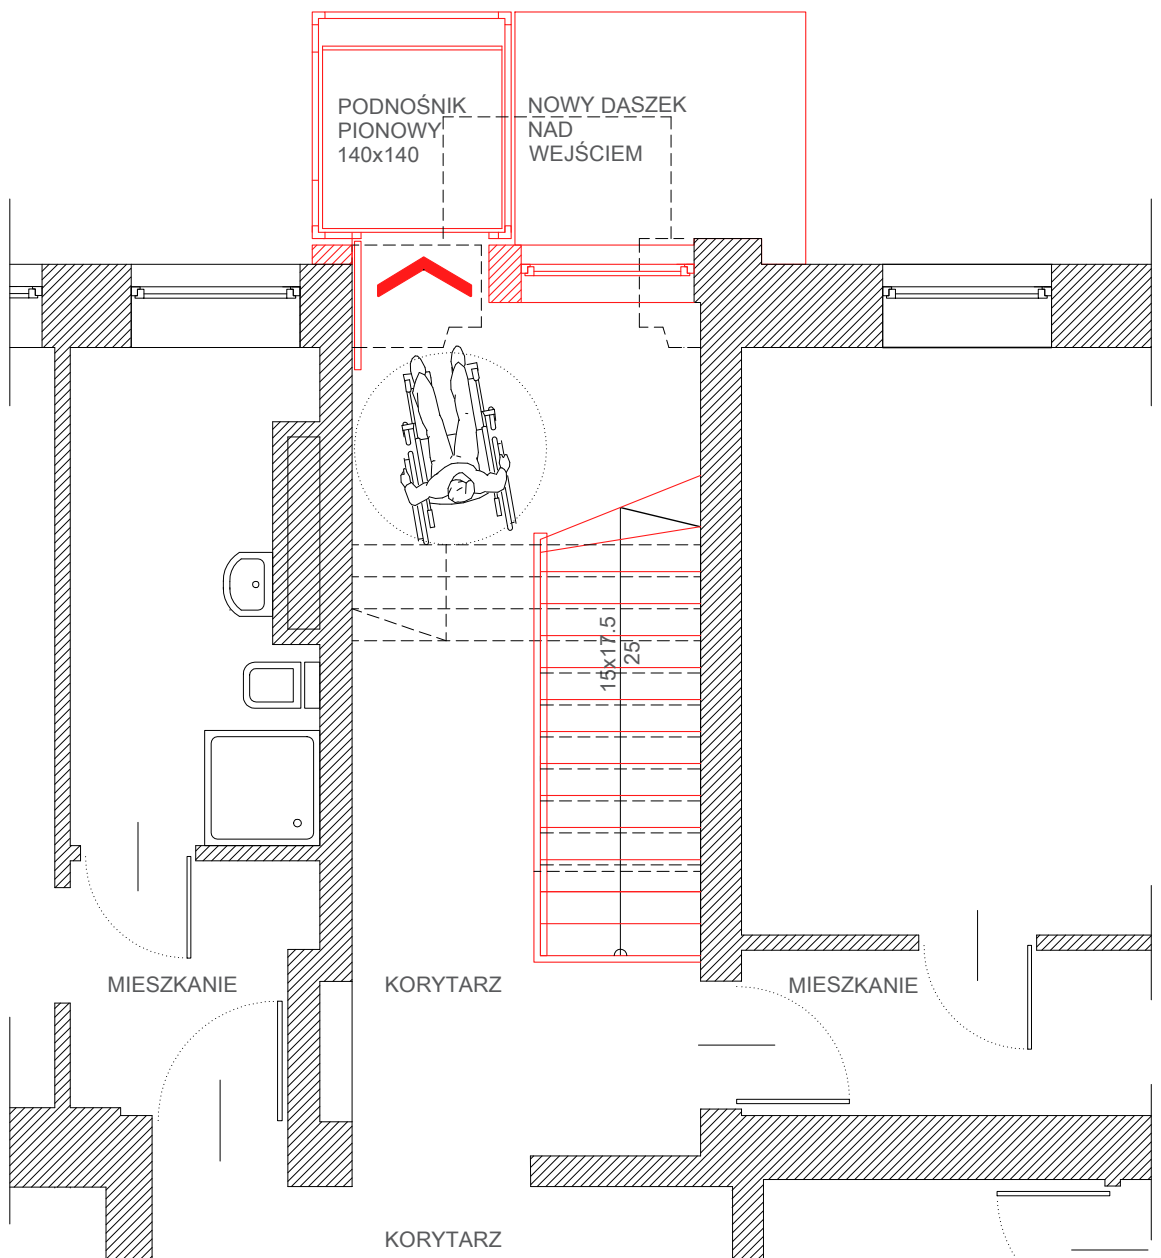 PODNOŚNIK
PIONOWY
140x140
NOWY DASZEK
NAD
WEJŚCIEM
15x17.5
25
MIESZKANIE
KORYTARZ
MIESZKANIE
KORYTARZ